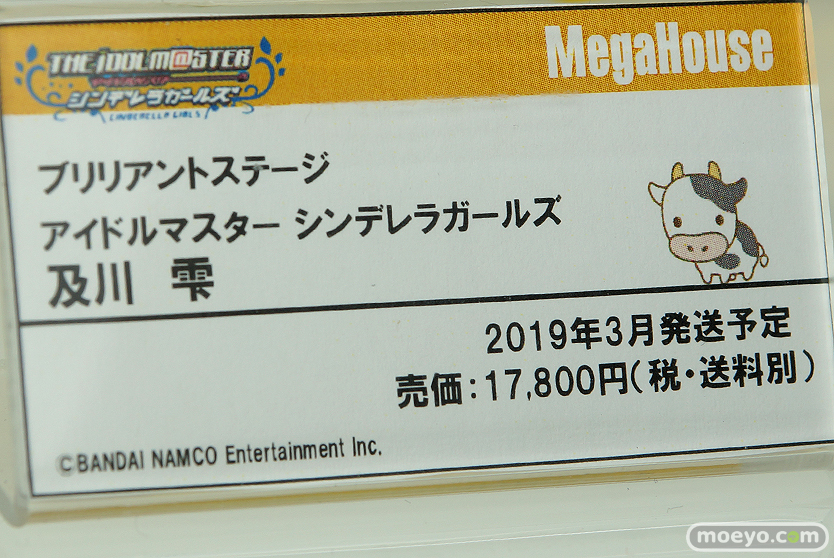 THE iDOLM@STER
シンデレラガールズ
CINDERELLA GIRLS
MegaHouse
ブリリアントステージ
アイドルマスター シンデレラガールズ
及川 雫
2019年3月発送予定
売価:17,800円(税・送料別)
©BANDAI NAMCO Entertainment Inc.
moeyo.com